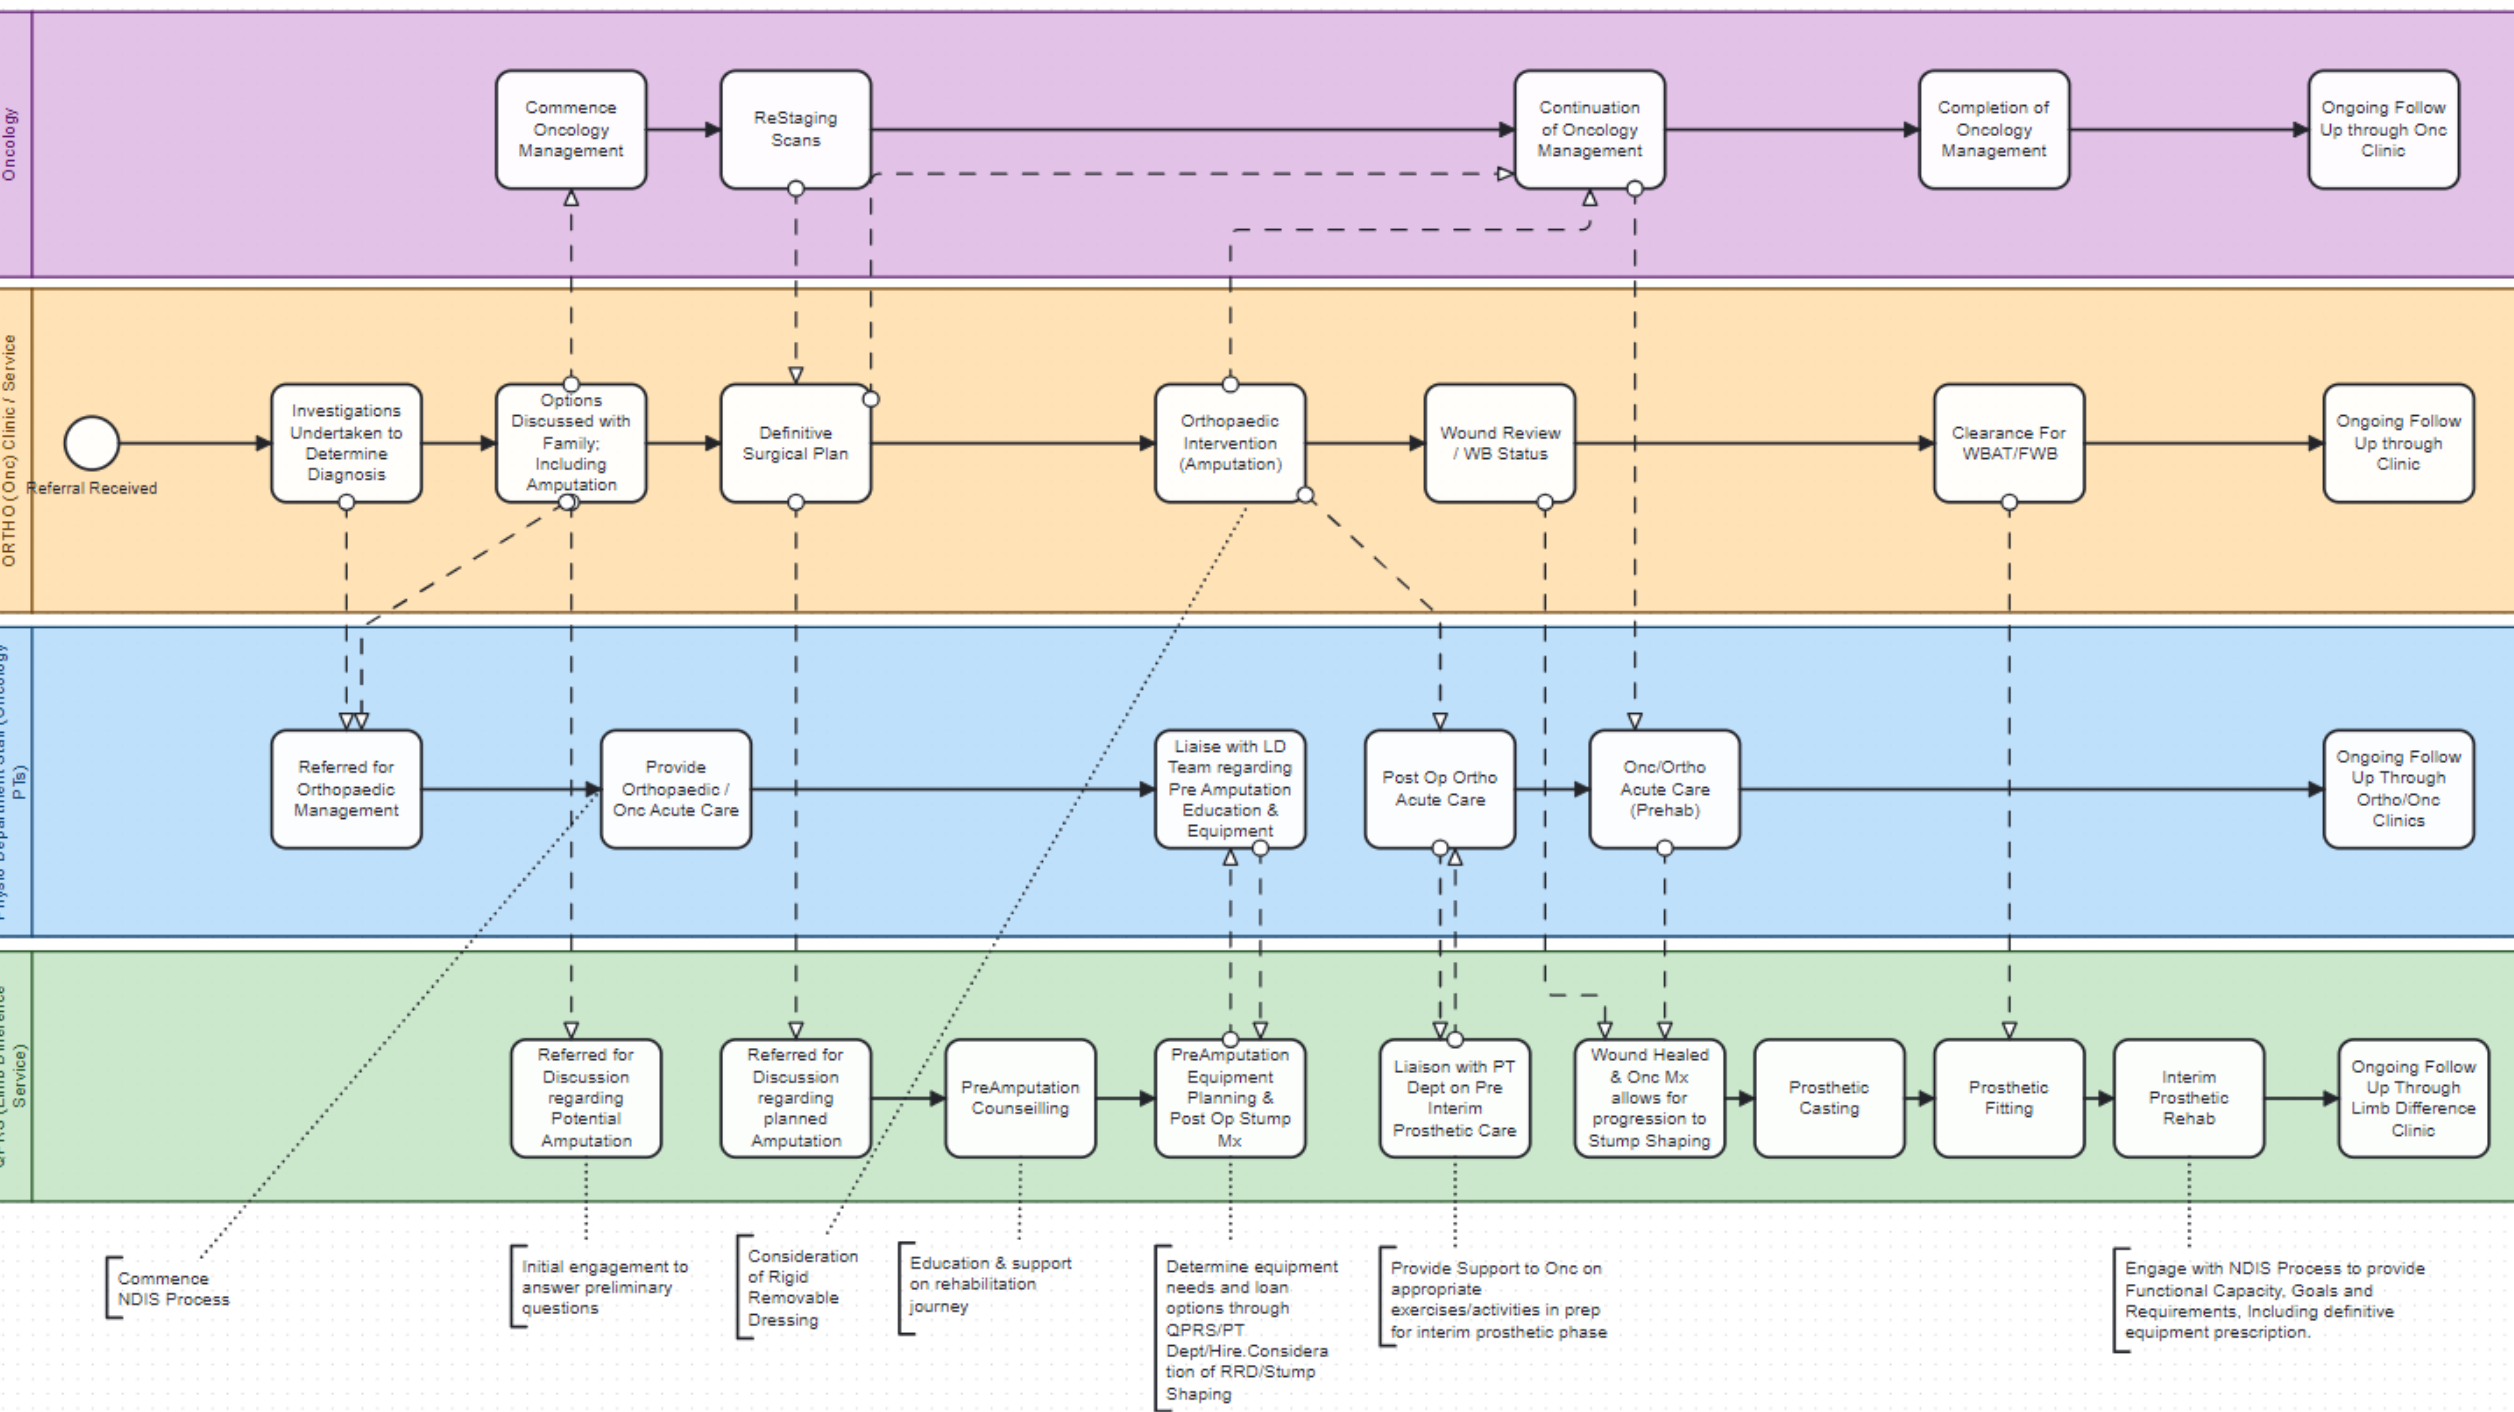 Oncology
Commence
Oncology
Management
ReStaging
Scans
Continuation
of Oncology
Management
Completion of
Oncology
Management
Ongoing Follow
Up through Onc
Clinic
ORTHO (Onc) Clinic / Service
Referral Received
Investigations
Undertaken to
Determine
Diagnosis
Options
Discussed with
Family;
Including
Amputation
Definitive
Surgical Plan
Orthopaedic
Intervention
(Amputation)
Wound Review
/ WB Status
Clearance For
WBAT/FWB
Ongoing Follow
Up through
Clinic
Physio Department Staff (Oncology
PTs)
Referred for
Orthopaedic
Management
Provide
Orthopaedic /
Onc Acute Care
Liaise with LD
Team regarding
Pre Amputation
Education &
Equipment
Post Op Ortho
Acute Care
Onc/Ortho
Acute Care
(Prehab)
Ongoing Follow
Up Through
Ortho/Onc
Clinics
QPRS (Limb Difference
Service)
Referred for
Discussion
regarding
Potential
Amputation
Referred for
Discussion
regarding
planned
Amputation
PreAmputation
Counseilling
PreAmputation
Equipment
Planning &
Post Op Stump
Mx
Liaison with PT
Dept on Pre
Interim
Prosthetic Care
Wound Healed
& Onc Mx
allows for
progression to
Stump Shaping
Prosthetic
Casting
Prosthetic
Fitting
Interim
Prosthetic
Rehab
Ongoing Follow
Up Through
Limb Difference
Clinic
Commence
NDIS Process
Initial engagement to
answer preliminary
questions
Consideration
of Rigid
Removable
Dressing
Education & support
on rehabilitation
journey
Determine equipment
needs and loan
options through
QPRS/PT
Dept/Hire.Considera
tion of RRD/Stump
Shaping
Provide Support to Onc on
appropriate
exercises/activities in prep
for interim prosthetic phase
Engage with NDIS Process to provide
Functional Capacity, Goals and
Requirements, Including definitive
equipment prescription.